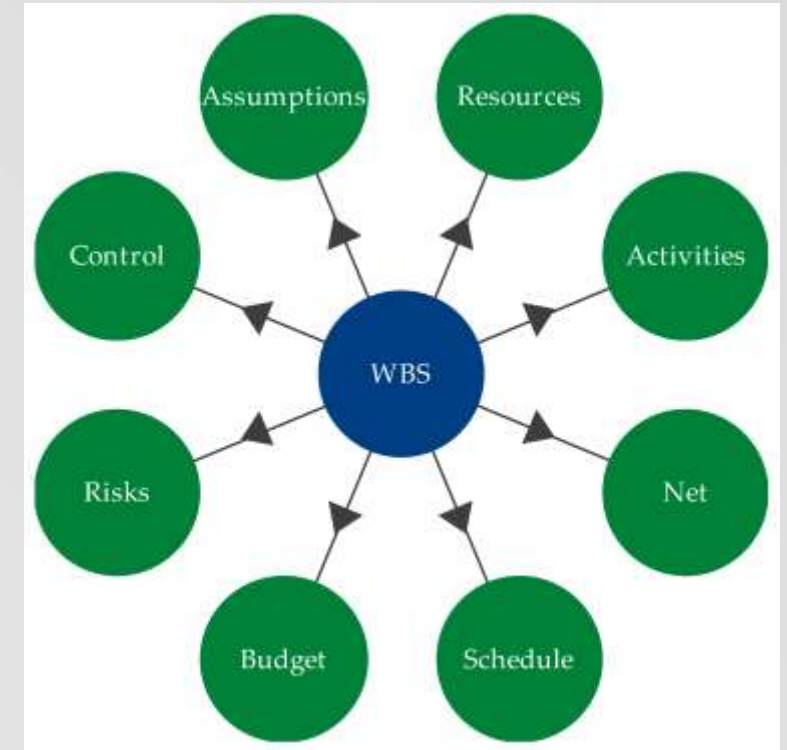 Assumptions
Resources
Control
Activities
WBS
Risks
Net
Budget
Schedule